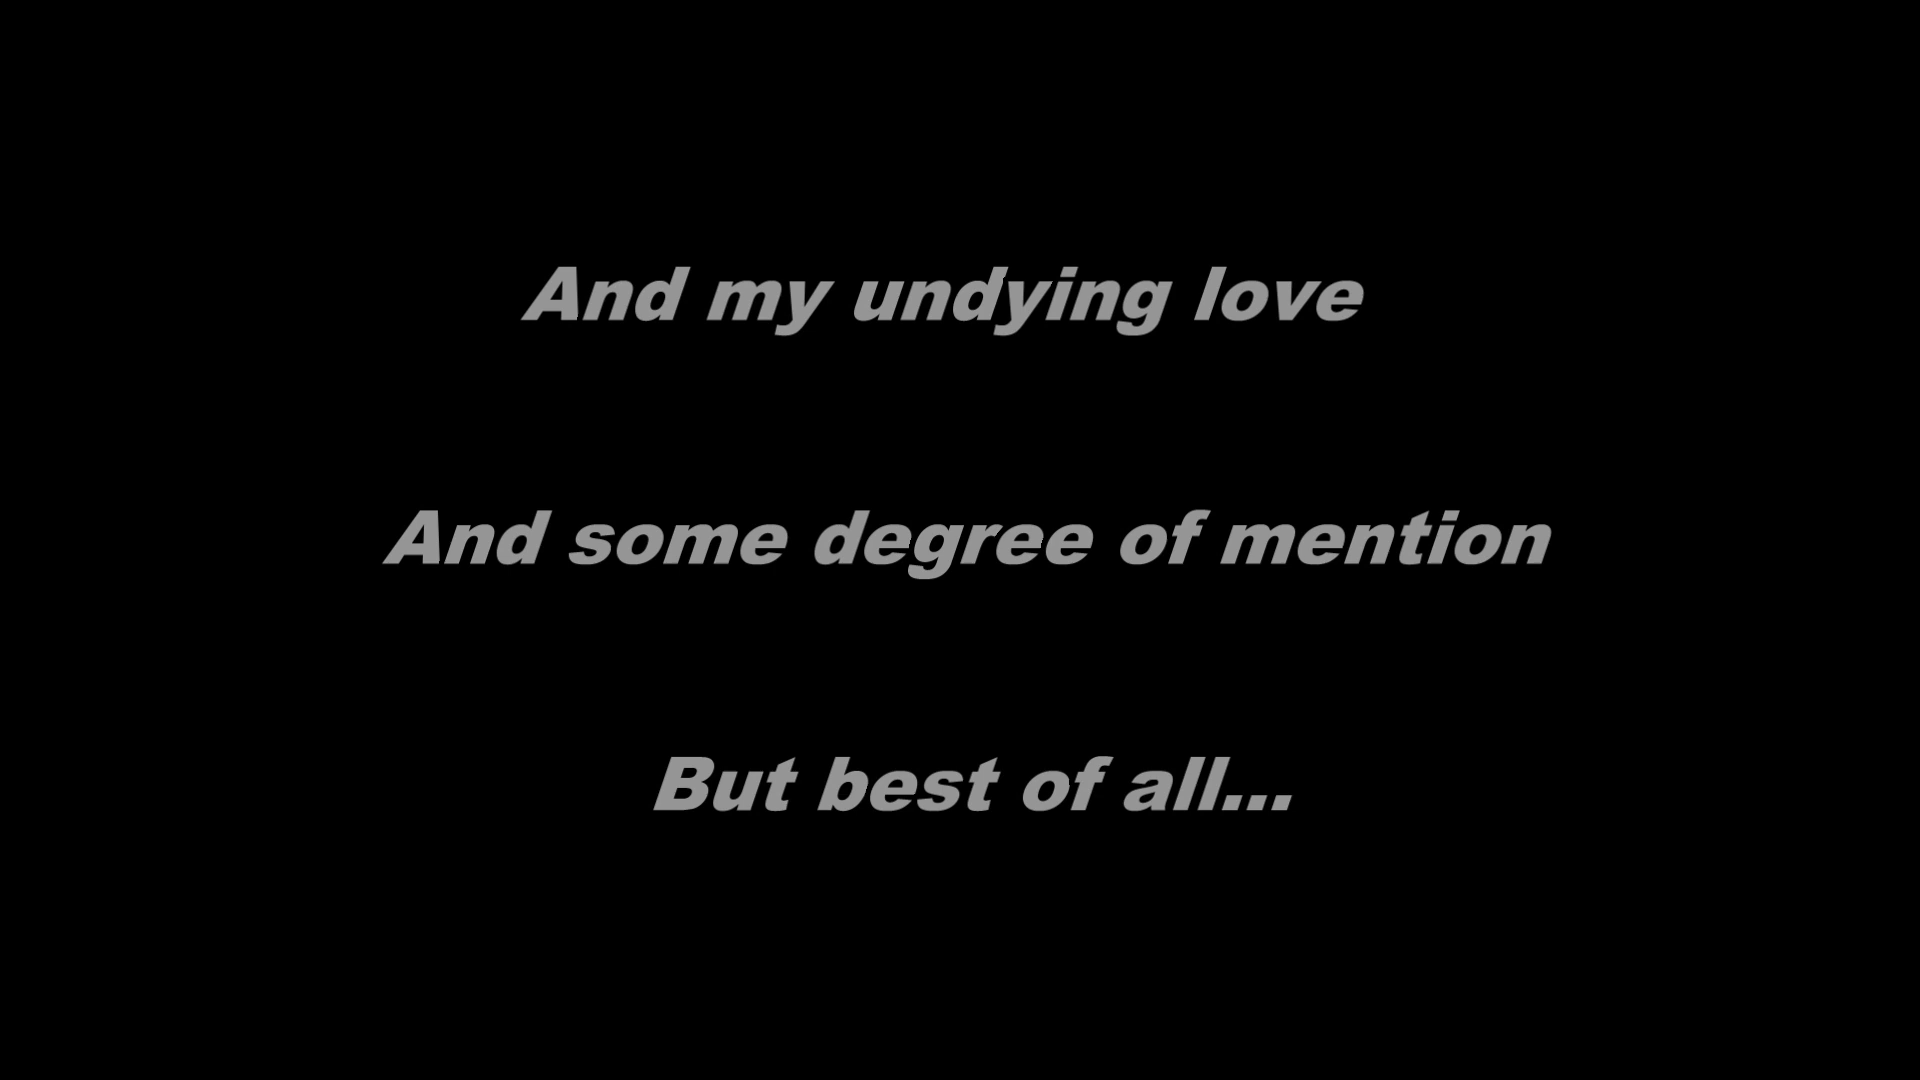 And my undying love
And some degree of mention
But best of all...